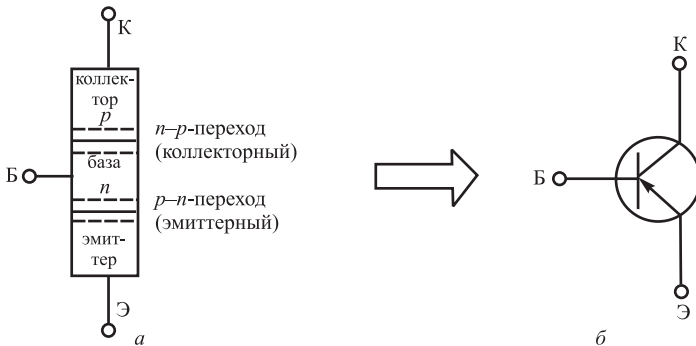 К
коллек-
тор
p
n–p-переход
(коллекторный)
база
Б
n
p–n-переход
(эмиттерный)
эмит-
тер
Э
а
К
Б
Э
б